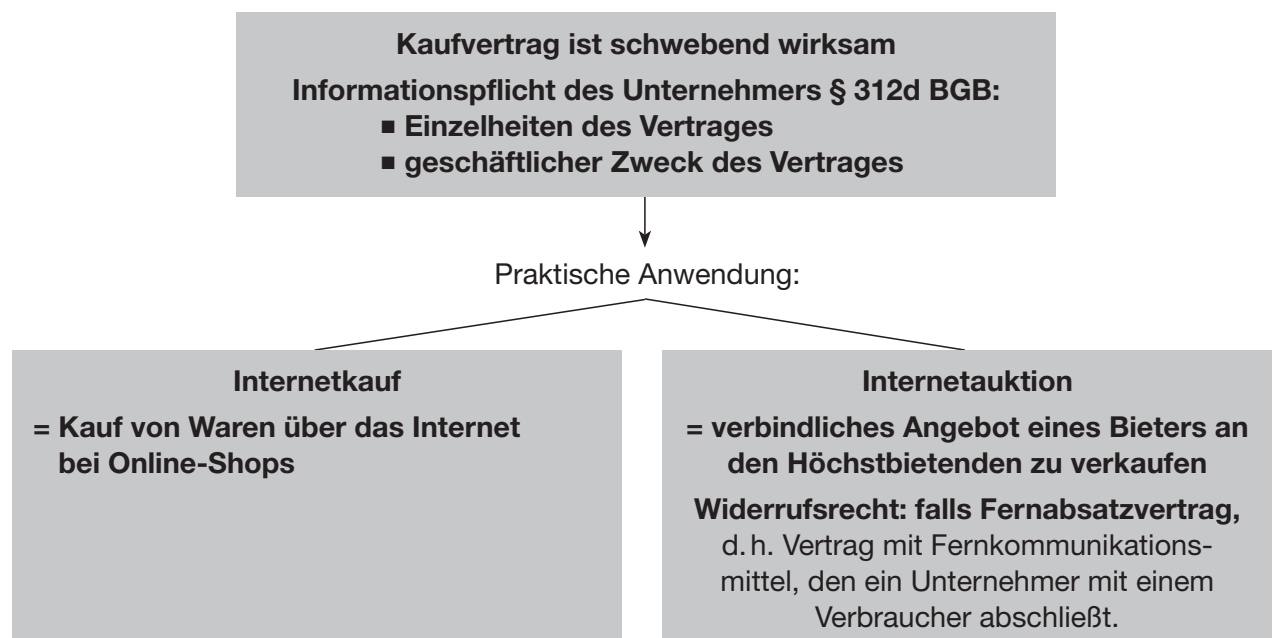 Kaufvertrag ist schwebend wirksam
Informationspflicht des Unternehmers § 312d BGB:
■ Einzelheiten des Vertrages
■ geschäftlicher Zweck des Vertrages
Praktische Anwendung:
Internetkauf
= Kauf von Waren über das Internet
bei Online-Shops
Internetauktion
= verbindliches Angebot eines Bieters an
den Höchstbietenden zu verkaufen
Widerrufsrecht: falls Fernabsatzvertrag,
d. h. Vertrag mit Fernkommunikations-
mittel, den ein Unternehmer mit einem
Verbraucher abschließt.